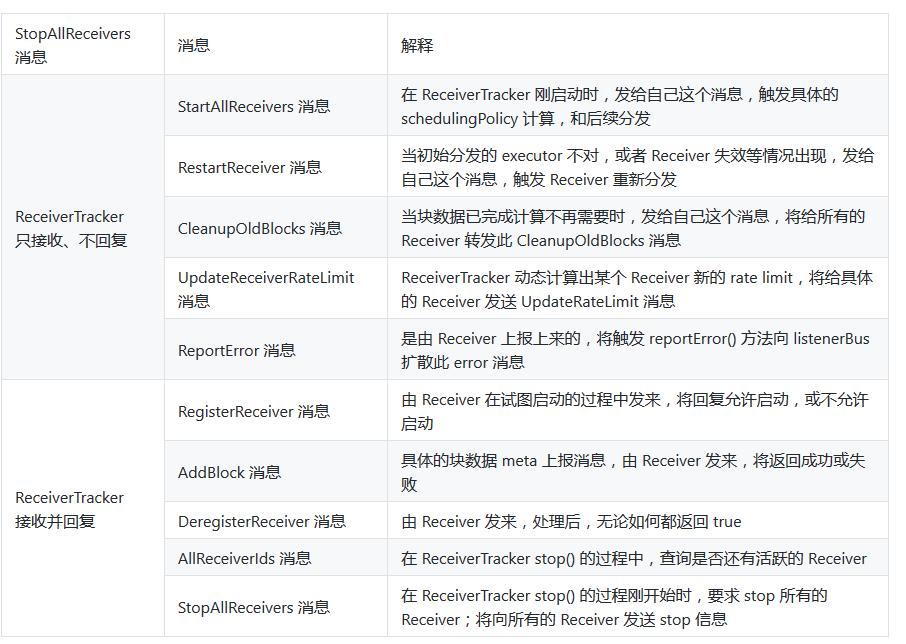 StopAllReceivers
消息
消息
解释
ReceiverTracker
只接收、不回复
StartAllReceivers 消息
在 ReceiverTracker 刚启动时，发给自己这个消息，触发具体的
schedulingPolicy 计算，和后续分发
RestartReceiver 消息
当初始分发的 executor 不对，或者 Receiver 失效等情况出现，发给
自己这个消息，触发 Receiver 重新分发
CleanupOldBlocks 消息
当块数据已完成计算不再需要时，发给自己这个消息，将给所有的
Receiver 转发此 CleanupOldBlocks 消息
UpdateReceiverRateLimit
消息
ReceiverTracker 动态计算出某个 Receiver 新的 rate limit，将给具体
的 Receiver 发送 UpdateRateLimit 消息
ReportError 消息
是由 Receiver 上报上来的，将触发 reportError() 方法向 listenerBus
扩散此 error 消息
ReceiverTracker
接收并回复
RegisterReceiver 消息
由 Receiver 在试图启动的过程中发来，将回复允许启动，或不允许
启动
AddBlock 消息
具体的块数据 meta 上报消息，由 Receiver 发来，将返回成功或失
败
DeregisterReceiver 消息
由 Receiver 发来，处理后，无论如何都返回 true
AllReceiverIds 消息
在 ReceiverTracker stop() 的过程中，查询是否还有活跃的 Receiver
StopAllReceivers 消息
在 ReceiverTracker stop() 的过程刚开始时，要求 stop 所有的
Receiver；将向所有的 Receiver 发送 stop 信息